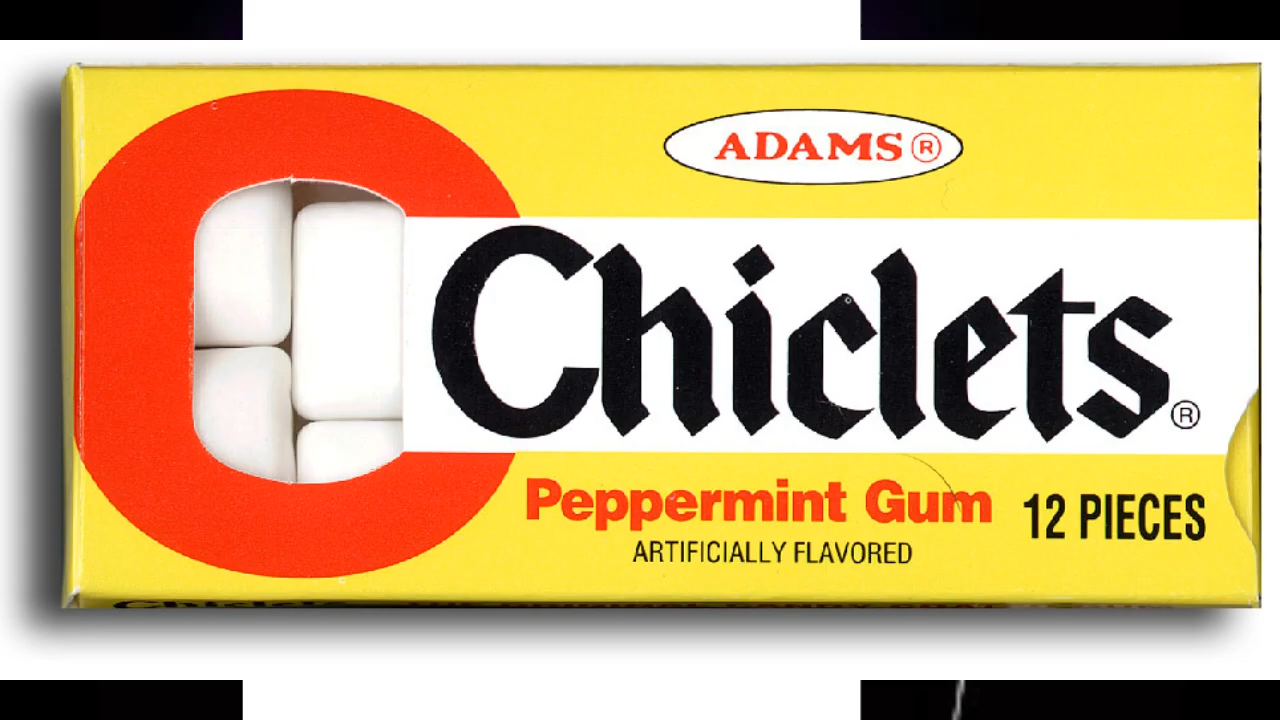 ADAMS®
Chiclets®
Peppermint Gum
12 PIECES
ARTIFICIALLY FLAVORED